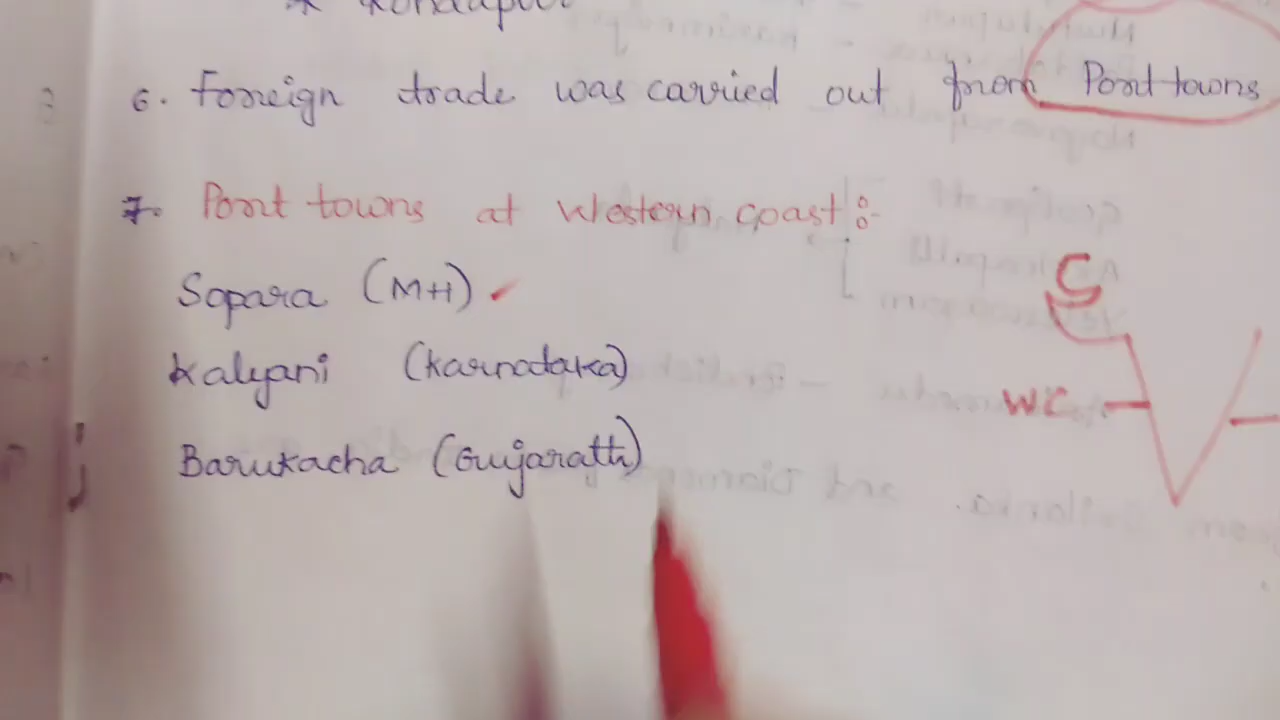 6. Foreign trade was carried out from Port towns
7. Port towns at Western coast :-
Sopara (MH)
Kalyani (Karnataka)
Barukacha (Gujarath)
G
WC